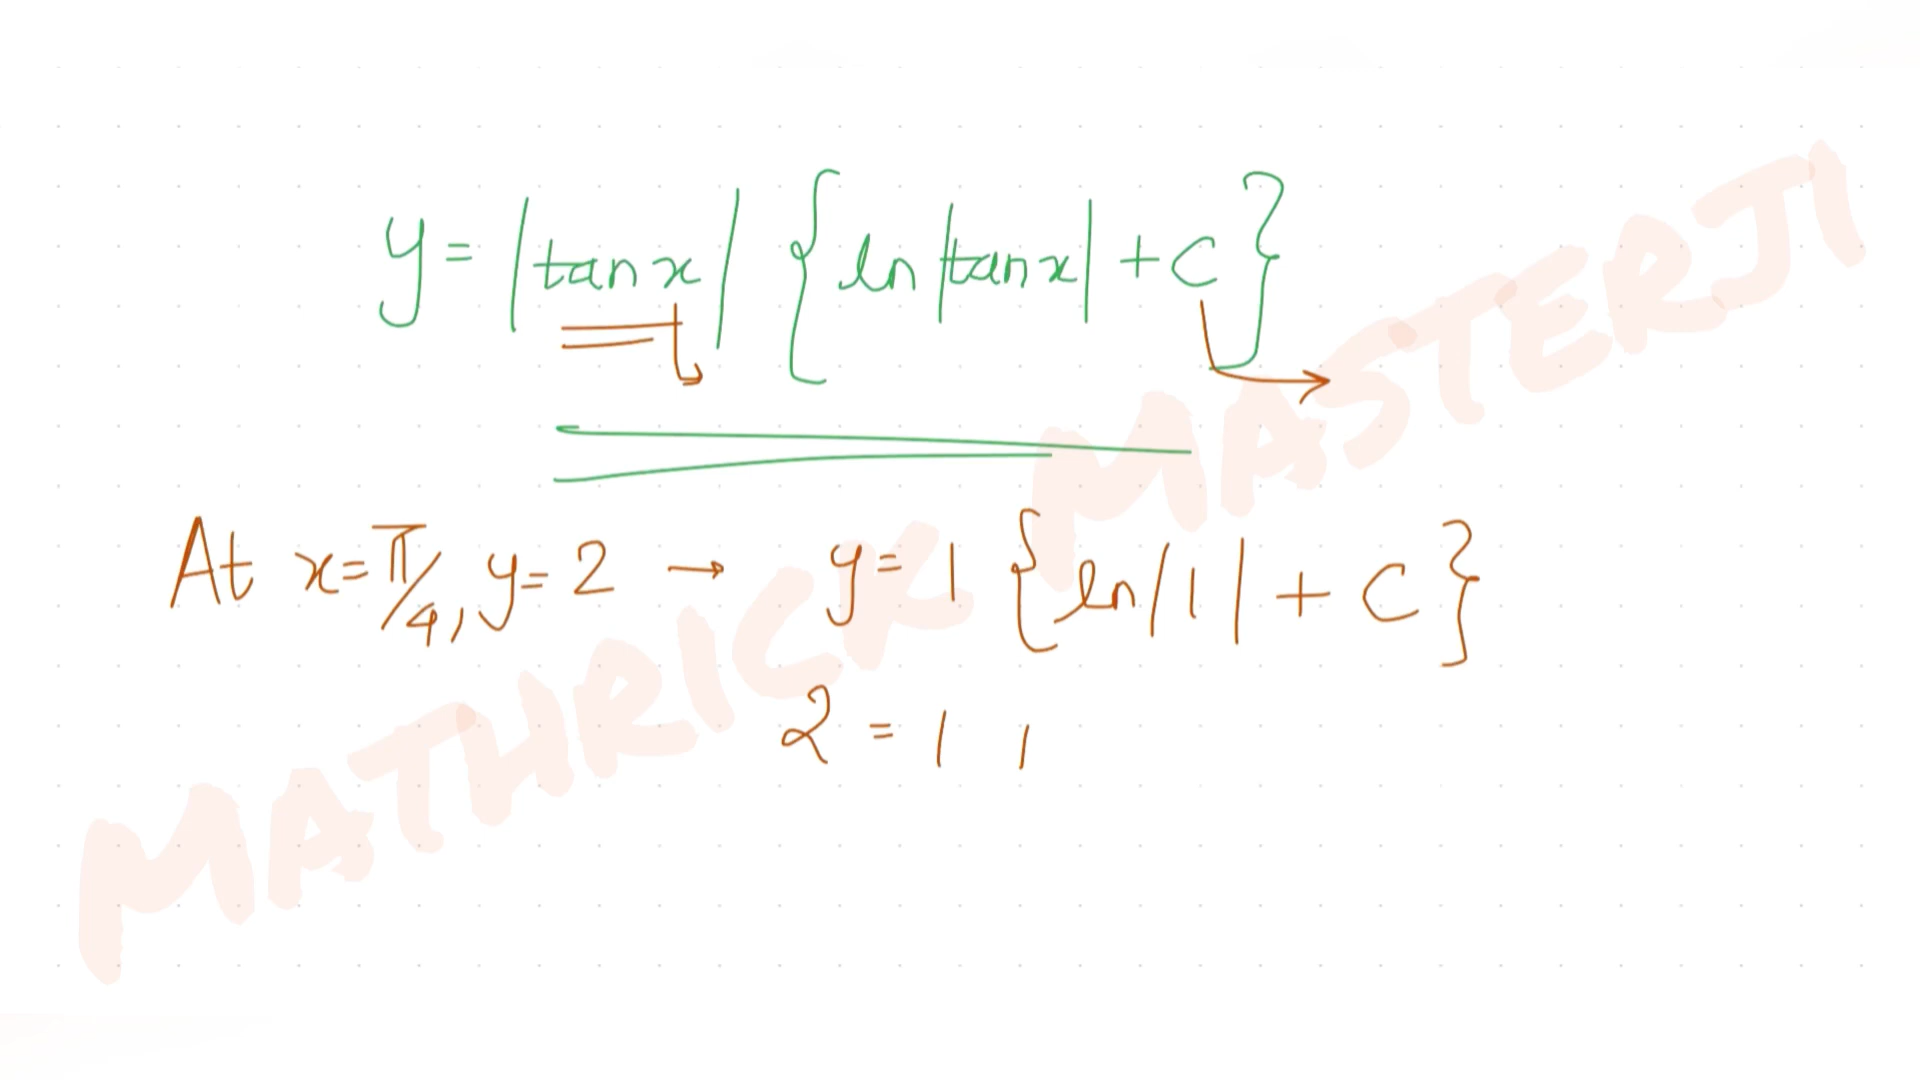 y = |tan x| {ln |tan x| + c}
At x = π/4, y = 2 → y = 1 {ln |1| + c}
2 = 1 1
MATHRICK MASTERJI